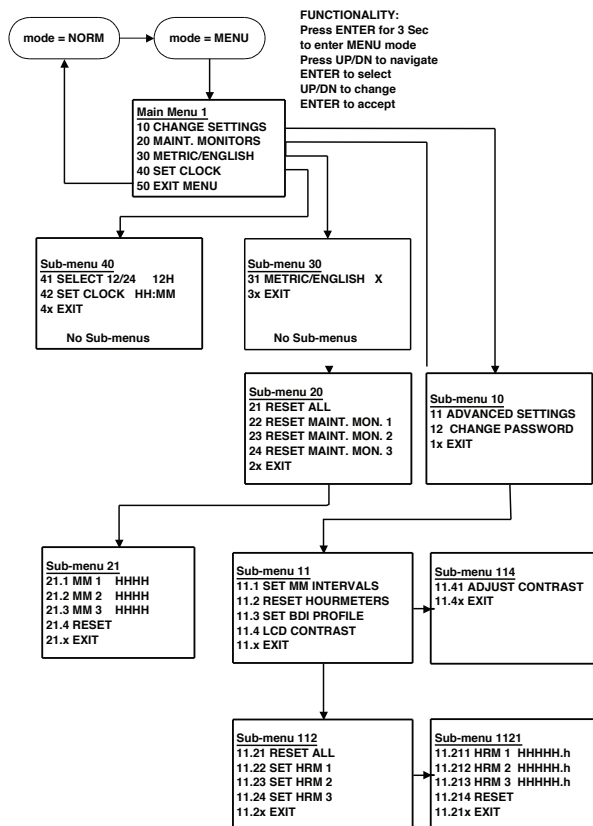 FUNCTIONALITY:
Press ENTER for 3 Sec
to enter MENU mode
Press UP/DN to navigate
ENTER to select
UP/DN to change
ENTER to accept
mode = NORM
mode = MENU
Main Menu 1
10 CHANGE SETTINGS
20 MAINT. MONITORS
30 METRIC/ENGLISH
40 SET CLOCK
50 EXIT MENU
Sub-menu 40
41 SELECT 12/24 12H
42 SET CLOCK HH:MM
4x EXIT
No Sub-menus
Sub-menu 30
31 METRIC/ENGLISH X
3x EXIT
No Sub-menus
Sub-menu 20
21 RESET ALL
22 RESET MAINT. MON. 1
23 RESET MAINT. MON. 2
24 RESET MAINT. MON. 3
2x EXIT
Sub-menu 10
11 ADVANCED SETTINGS
12 CHANGE PASSWORD
1x EXIT
Sub-menu 21
21.1 MM 1 HHHH
21.2 MM 2 HHHH
21.3 MM 3 HHHH
21.4 RESET
21.x EXIT
Sub-menu 11
11.1 SET MM INTERVALS
11.2 RESET HOURMETERS
11.3 SET BDI PROFILE
11.4 LCD CONTRAST
11.x EXIT
Sub-menu 114
11.41 ADJUST CONTRAST
11.4x EXIT
Sub-menu 112
11.21 RESET ALL
11.22 SET HRM 1
11.23 SET HRM 2
11.24 SET HRM 3
11.2x EXIT
Sub-menu 1121
11.211 HRM 1 HHHHH.h
11.212 HRM 2 HHHHH.h
11.213 HRM 3 HHHHH.h
11.214 RESET
11.21x EXIT